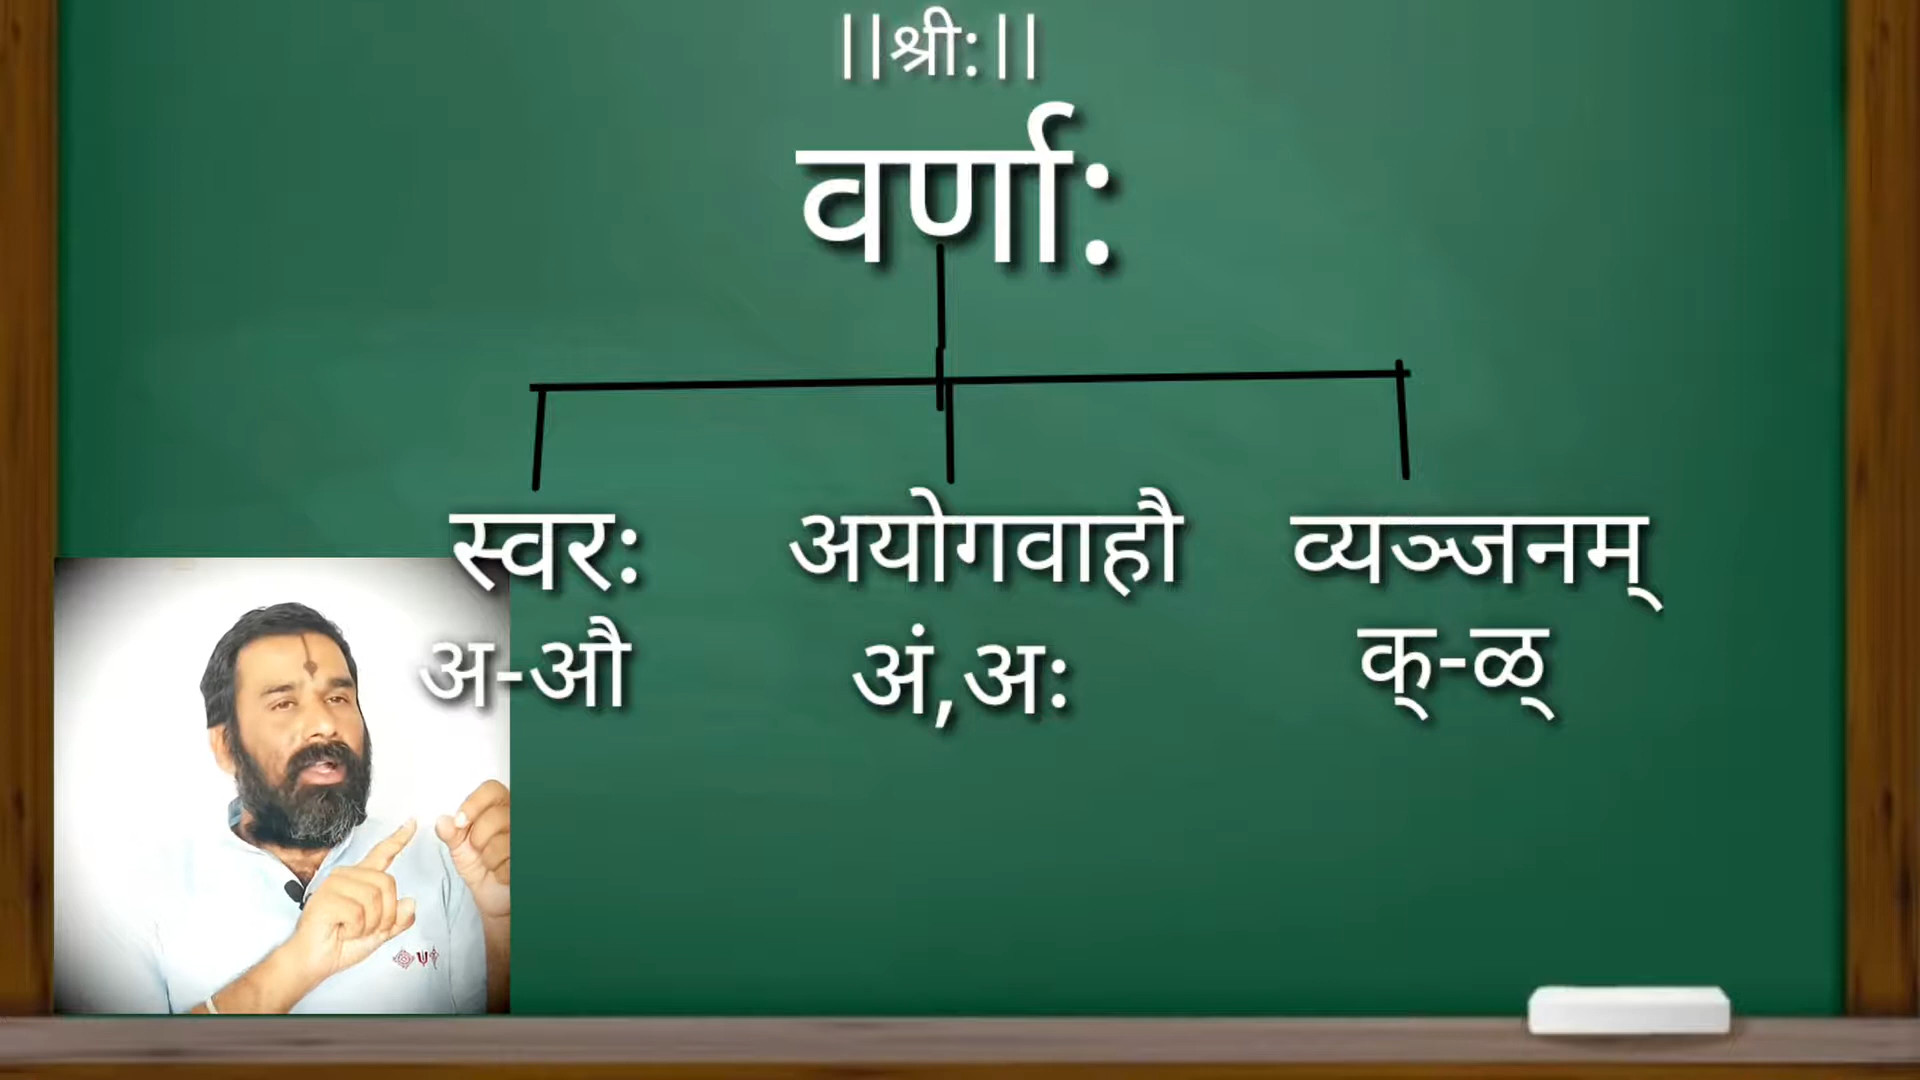 ||श्री:||
वर्णा:
स्वरः अयोगवाहौ व्यञ्जनम्
अ-औ अं,अः क्-ळ्